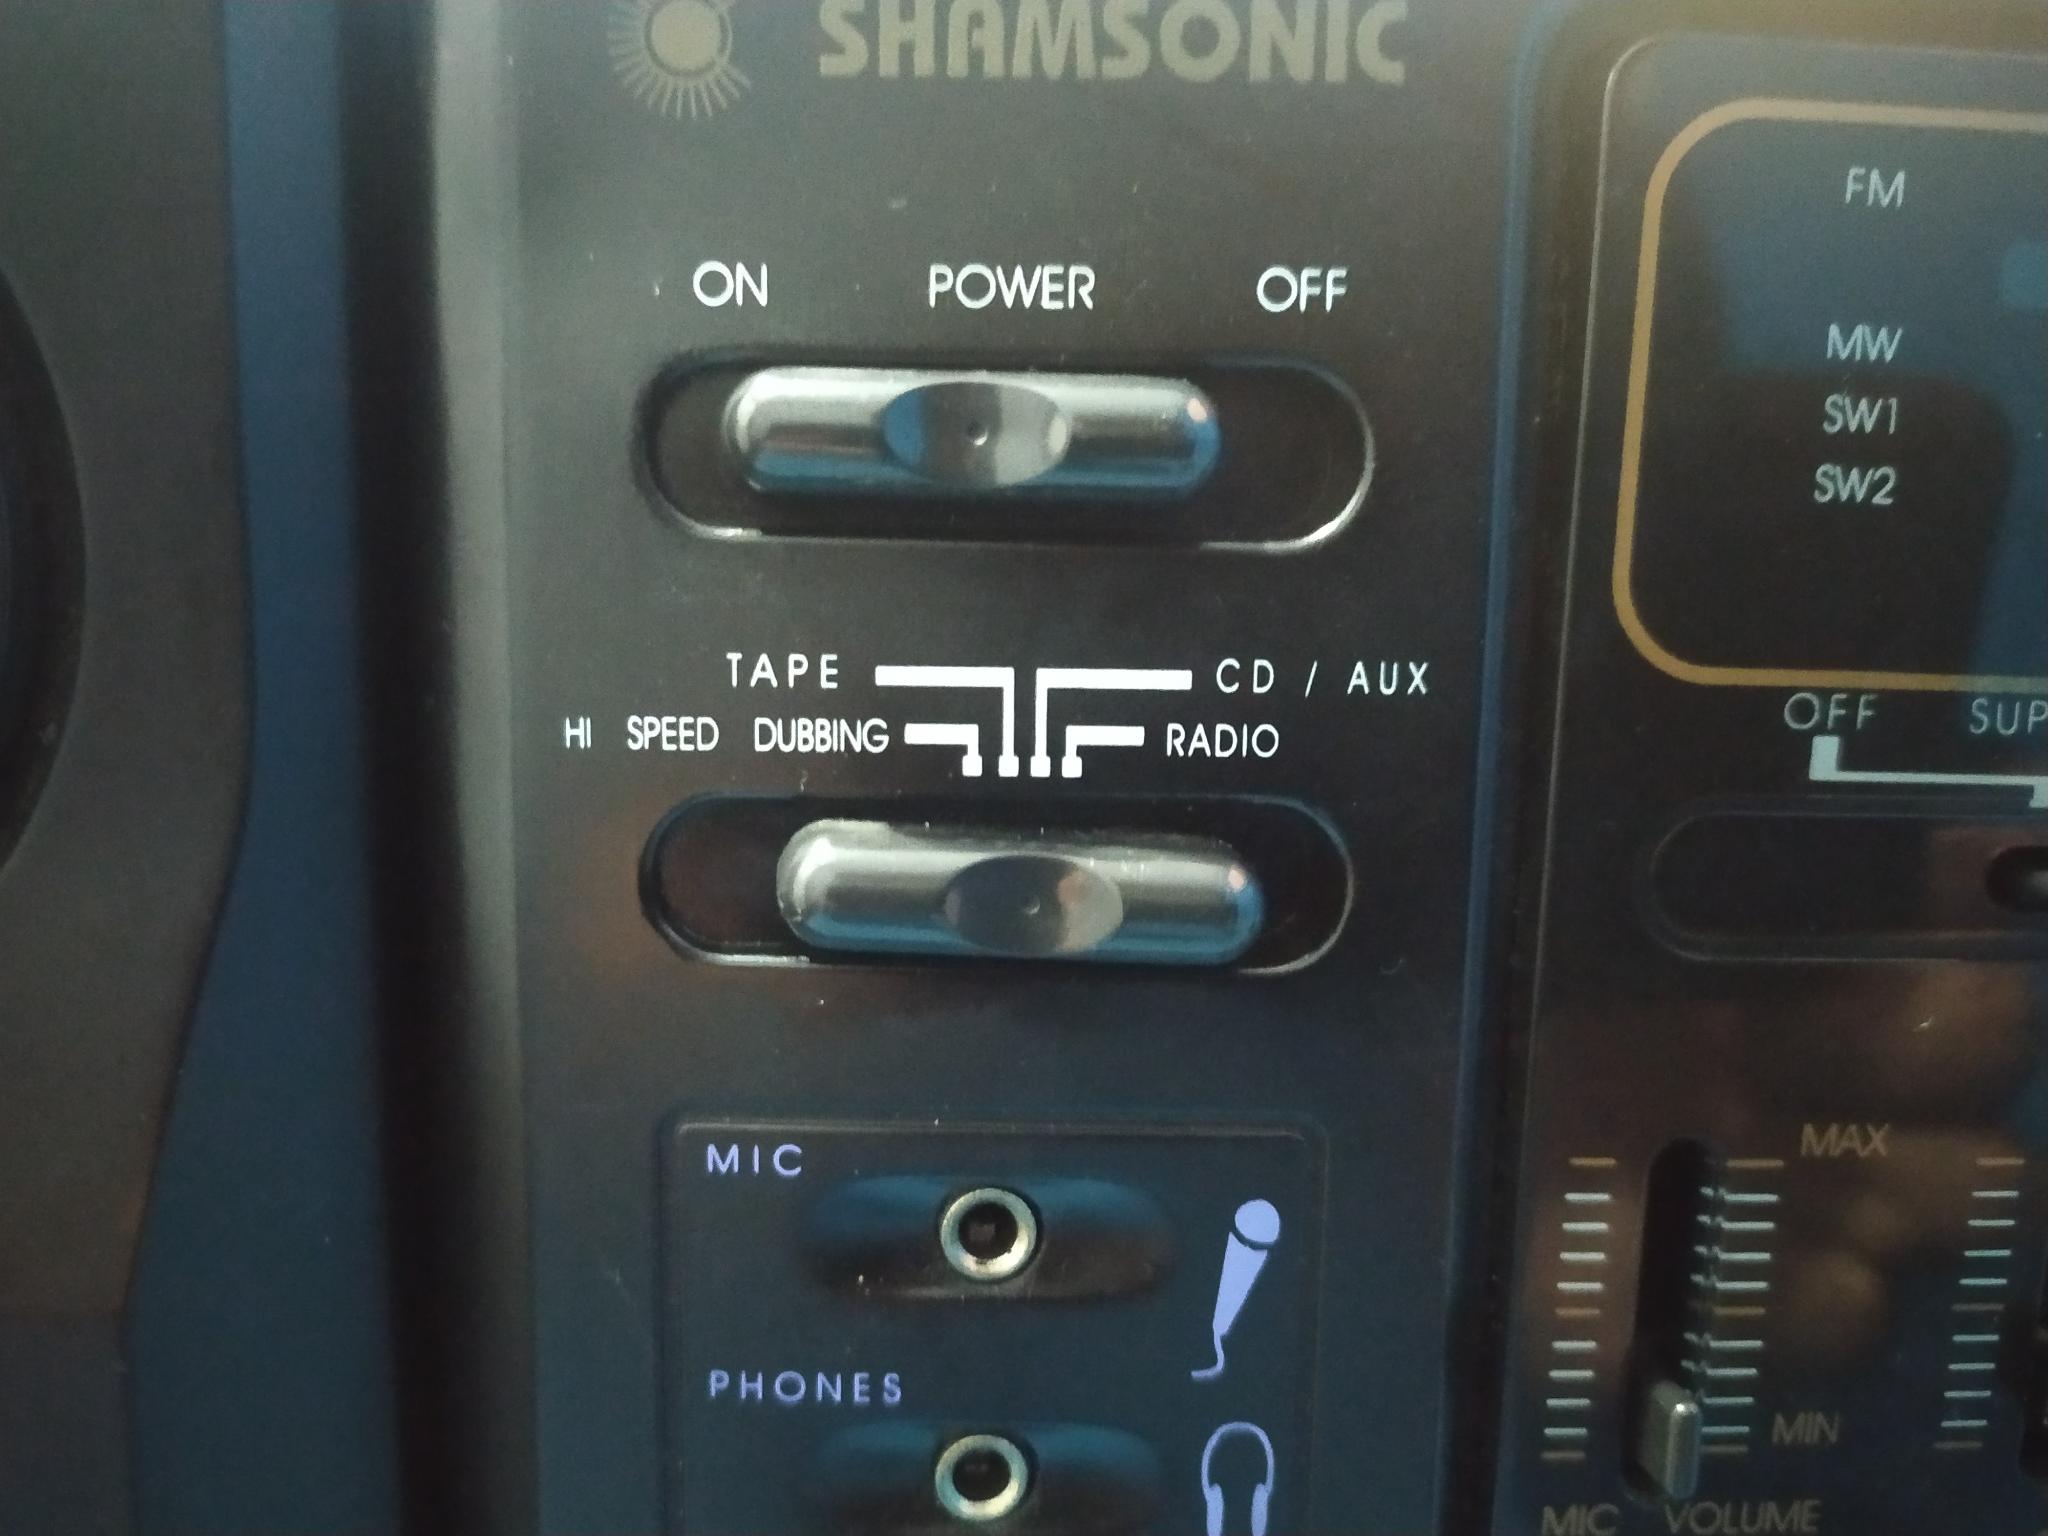 SHAMSONIC
ON POWER OFF
TAPE CD / AUX
HI SPEED DUBBING RADIO
MIC
PHONES
FM
MW
SW1
SW2
OFF
MAX
MIN
MIC VOLUME